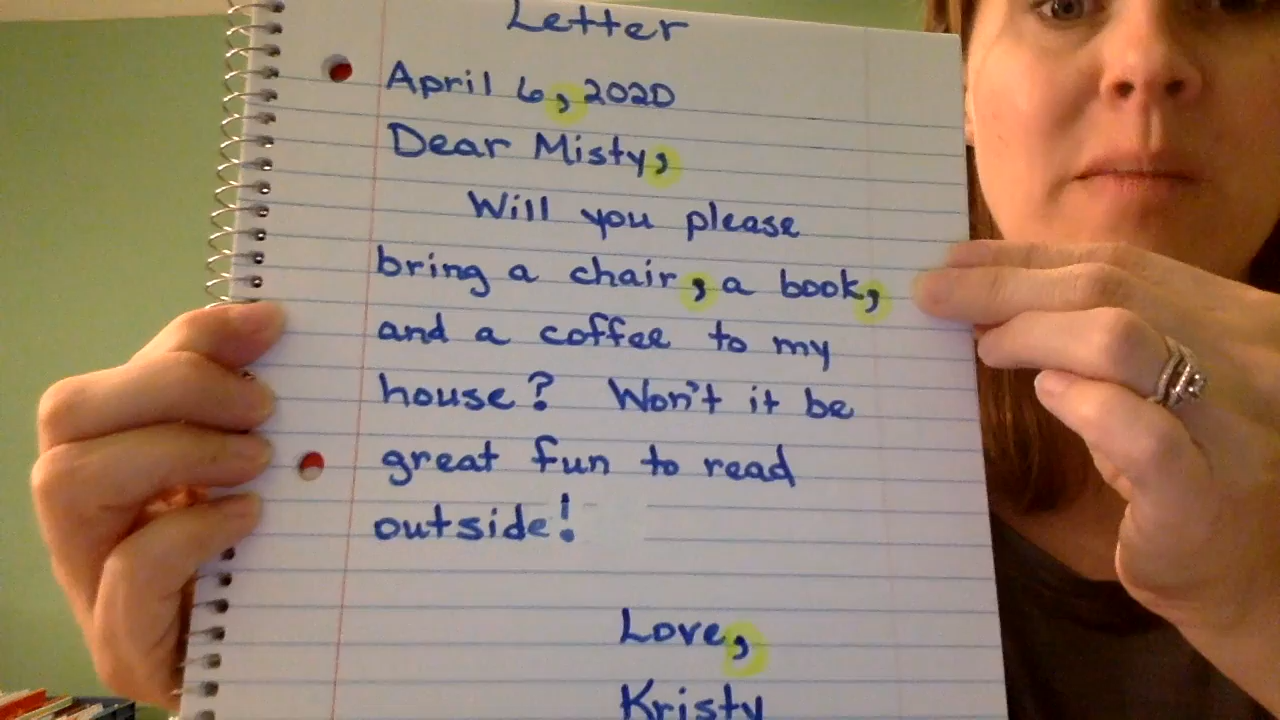 Letter
April 6, 2020
Dear Misty,
Will you please
bring a chair, a book,
and a coffee to my
house? Won't it be
great fun to read
outside!
Love,
Kristy